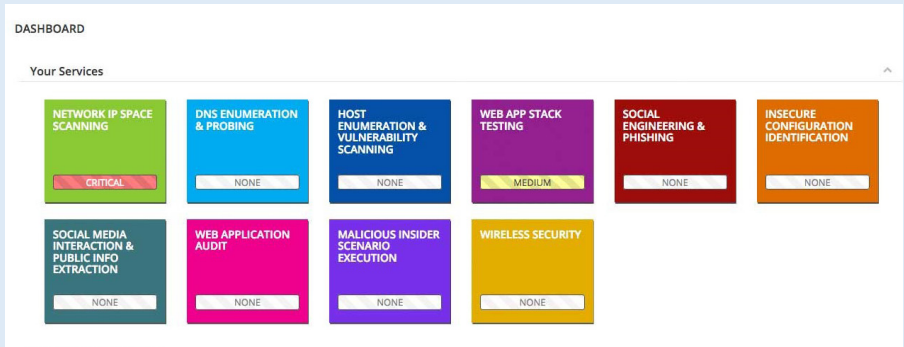 DASHBOARD
Your Services
NETWORK IP SPACE
SCANNING
CRITICAL
DNS ENUMERATION
& PROBING
NONE
HOST
ENUMERATION &
VULNERABILITY
SCANNING
NONE
WEB APP STACK
TESTING
MEDIUM
SOCIAL
ENGINEERING &
PHISHING
NONE
INSECURE
CONFIGURATION
IDENTIFICATION
NONE
SOCIAL MEDIA
INTERACTION &
PUBLIC INFO
EXTRACTION
NONE
WEB APPLICATION
AUDIT
NONE
MALICIOUS INSIDER
SCENARIO
EXECUTION
NONE
WIRELESS SECURITY
NONE